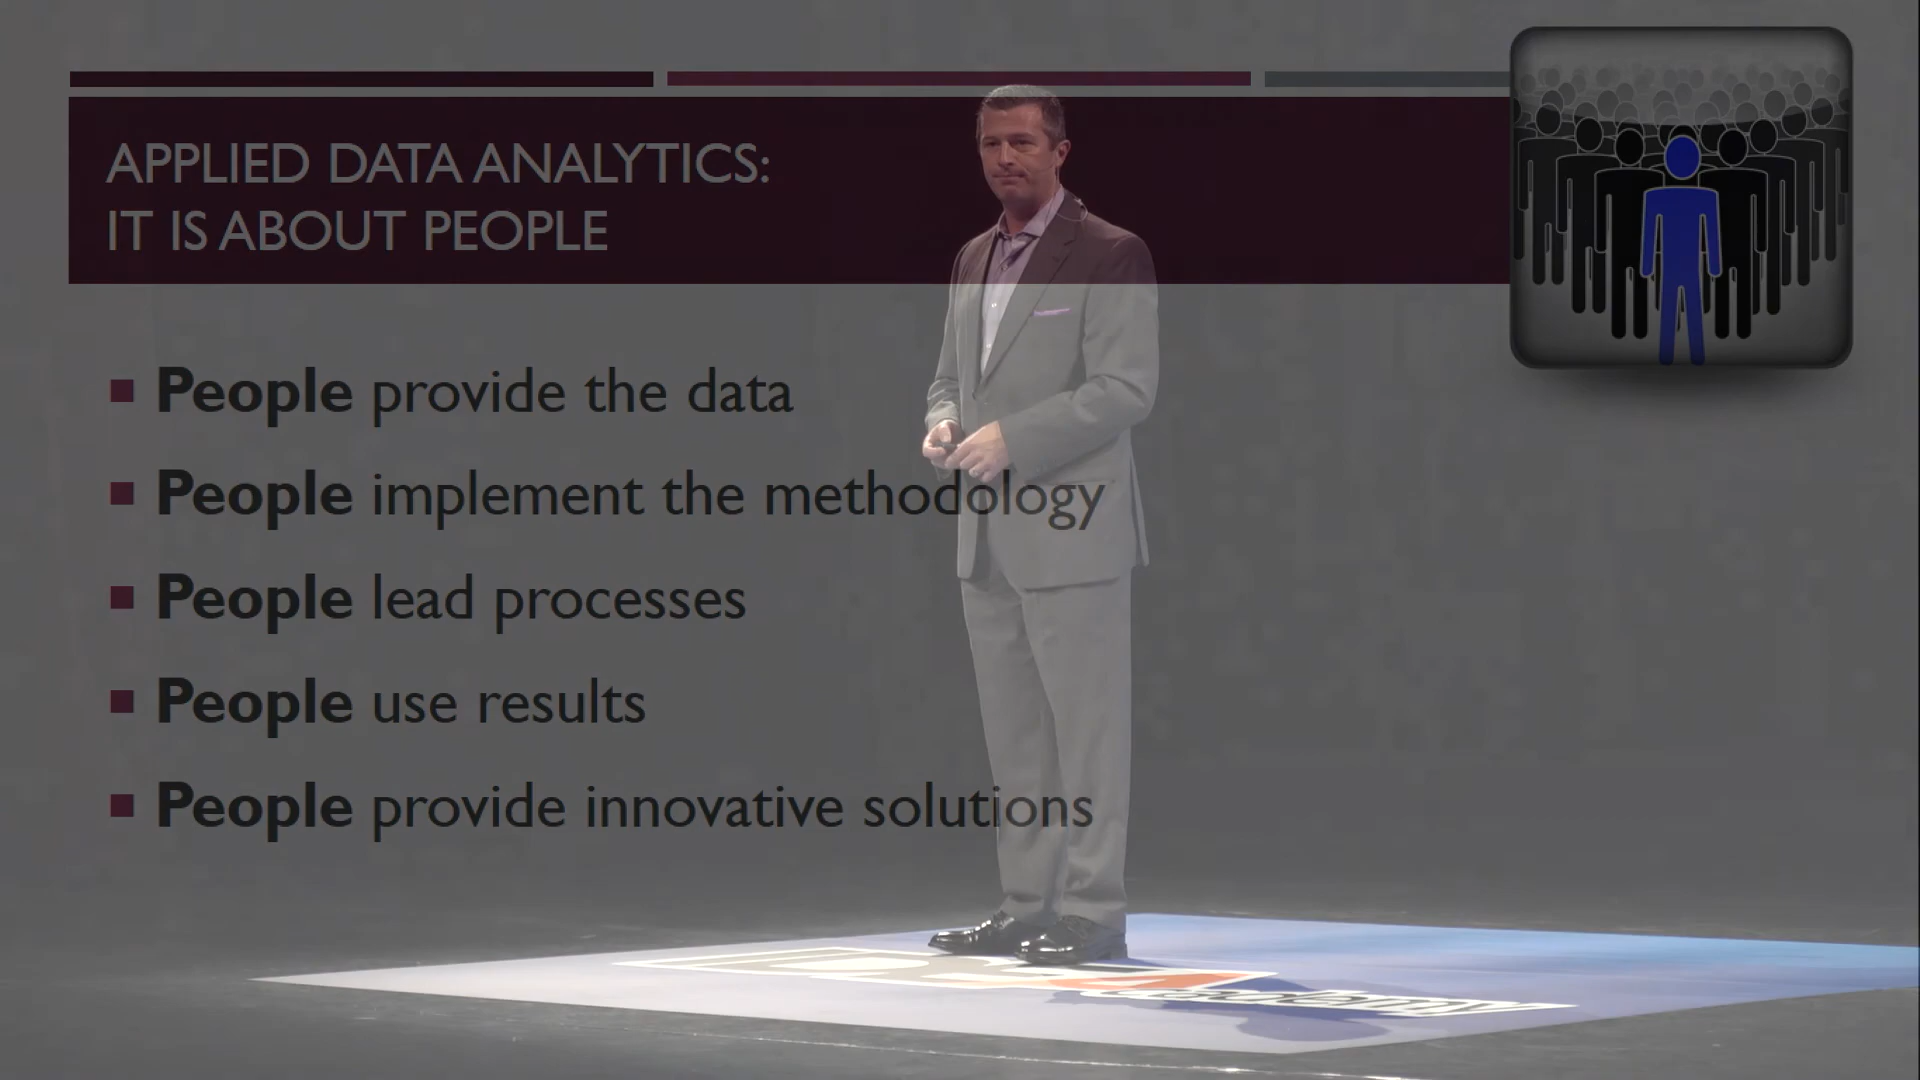 APPLIED DATA ANALYTICS:
IT IS ABOUT PEOPLE
People provide the data
People implement the methodology
People lead processes
People use results
People provide innovative solutions
academy